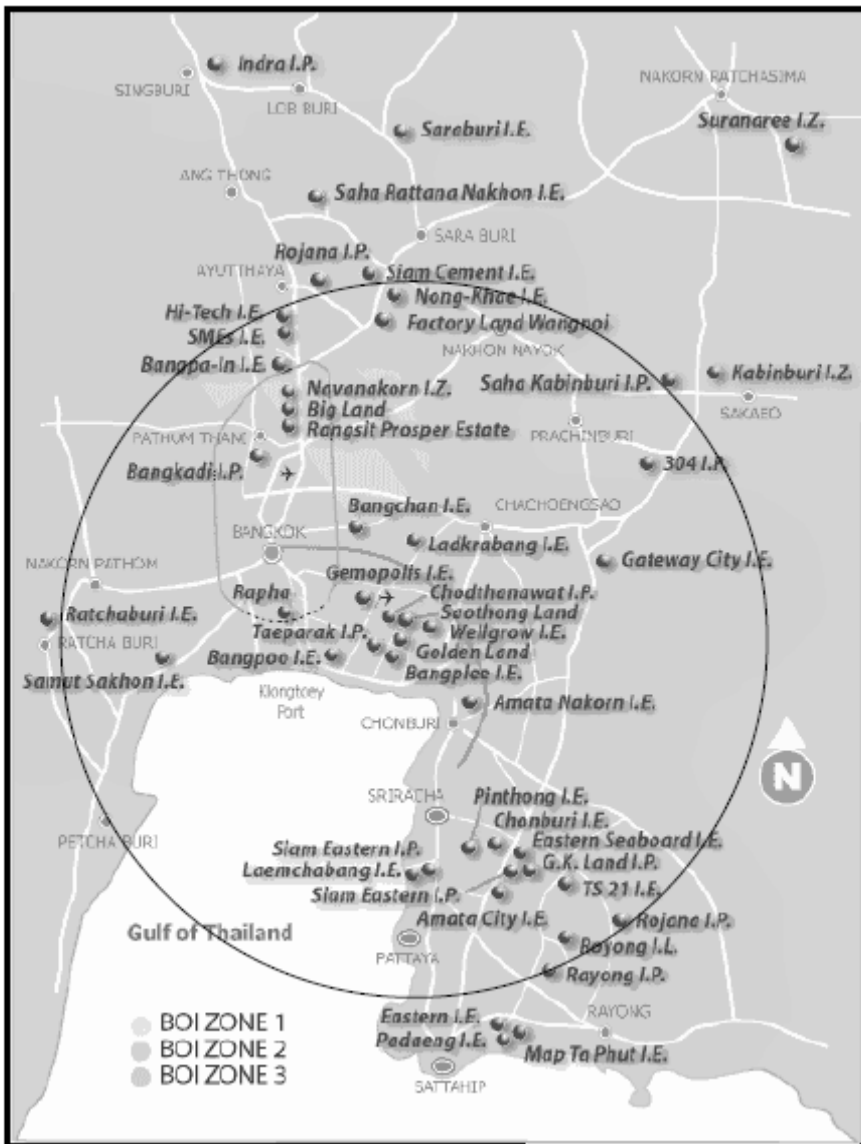 Indra I.P.
SINGBURI
LOB BURI
NAKORN RATCHASIMA
Suranaree I.Z.
Saraburi I.E.
ANG THONG
Saha Rattana Nakhon I.E.
SARA BURI
Rojana I.P.
AYUTTHAYA
Siam Cement I.E.
Nong-Khae I.E.
Hi-Tech I.E.
Factory Land Wangnoi
SMEs I.E.
NAKHON NAYOK
Bangpa-In I.E.
Saha Kabinburi I.P.
Kabinburi I.Z.
Navanakorn I.Z.
SAKAEO
Big Land
Rangsit Prosper Estate
PATHUM THANI
PRACHINBURI
Bangkadi I.P.
304 I.P.
Bangchan I.E.
CHACHOENGSAO
BANGKOK
Ladkrabang I.E.
Gateway City I.E.
NAKORN PATHOM
Gemopolis I.E.
Rapha
Chodthanawat I.P.
Ratchaburi I.E.
Seothong Land
Taeparak I.P.
Wellgrow I.E.
RATCHA BURI
Bangpoo I.E.
Golden Land
Bangplee I.E.
Samut Sakhon I.E.
Klongtoey
Port
Amata Nakorn I.E.
CHONBURI
N
SRIRACHA
Pinthong I.E.
Chonburi I.E.
PETCHA BURI
Siam Eastern I.P.
Eastern Seaboard I.E.
Laemchabang I.E.
G.K. Land I.P.
Siam Eastern I.P.
TS 21 I.E.
Amata City I.E.
Rojana I.P.
Gulf of Thailand
Rayong I.L.
PATTAYA
Rayong I.P.
Eastern I.E.
RAYONG
BOI ZONE 1
BOI ZONE 2
BOI ZONE 3
Padaeng I.E.
Map Ta Phut I.E.
SATTAHIP